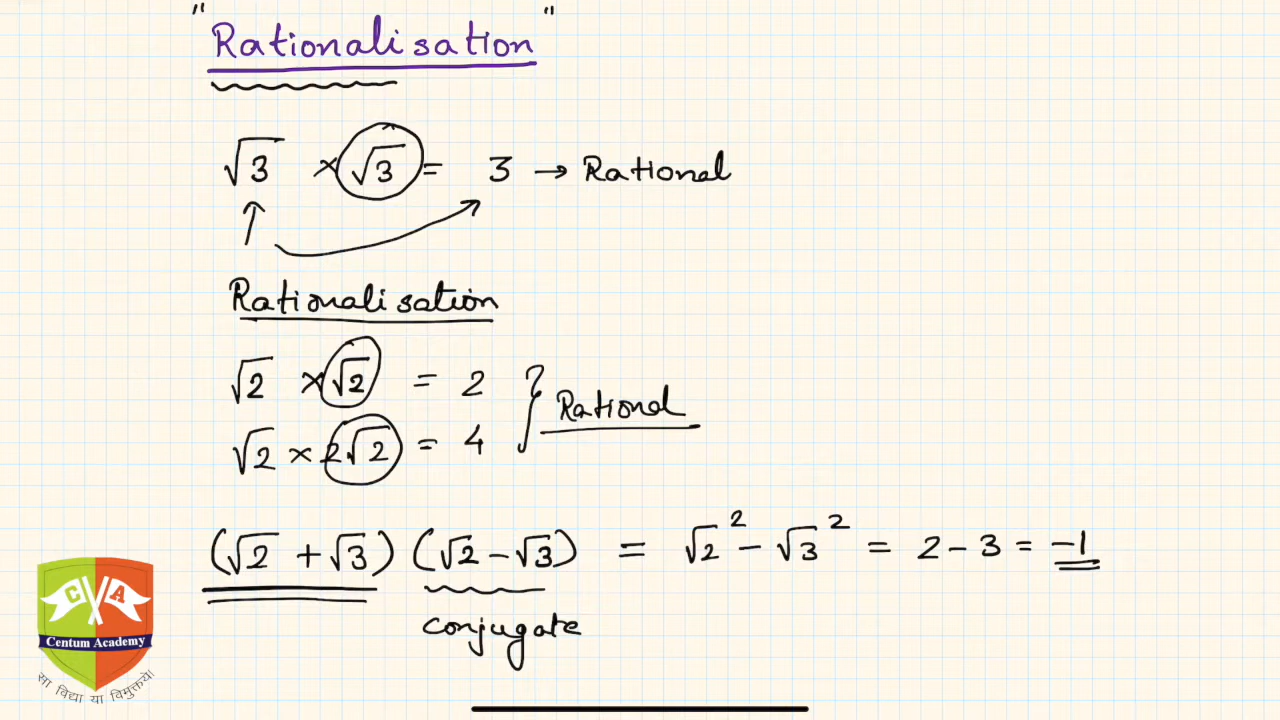 "Rationalisation"
√3 × √3 = 3 → Rational
Rationalisation
√2 × √2 = 2
√2 × 2√2 = 4
} Rational
(√2 + √3) (√2 - √3) = √2² - √3² = 2 - 3 = -1
conjugate
CA
Centum Academy
सा विद्या या विमुक्तये।